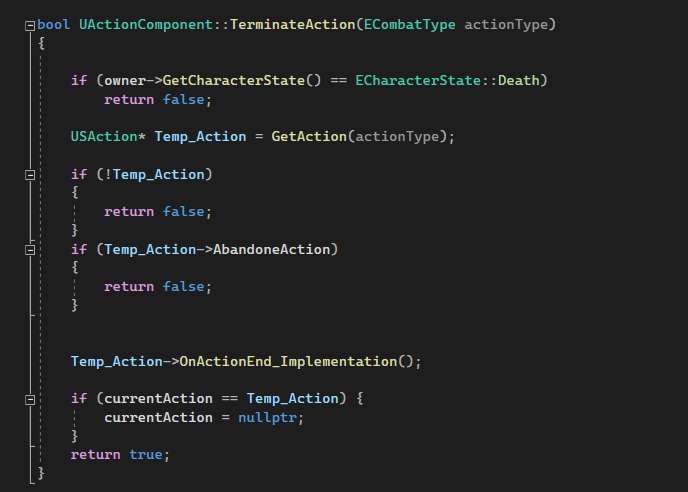 bool UActionComponent::TerminateAction(ECombatType actionType)
{
if (owner->GetCharacterState() == ECharacterState::Death)
return false;
USAction* Temp_Action = GetAction(actionType);
if (!Temp_Action)
{
return false;
}
if (Temp_Action->AbandoneAction)
{
return false;
}
Temp_Action->OnActionEnd_Implementation();
if (currentAction == Temp_Action) {
currentAction = nullptr;
}
return true;
}